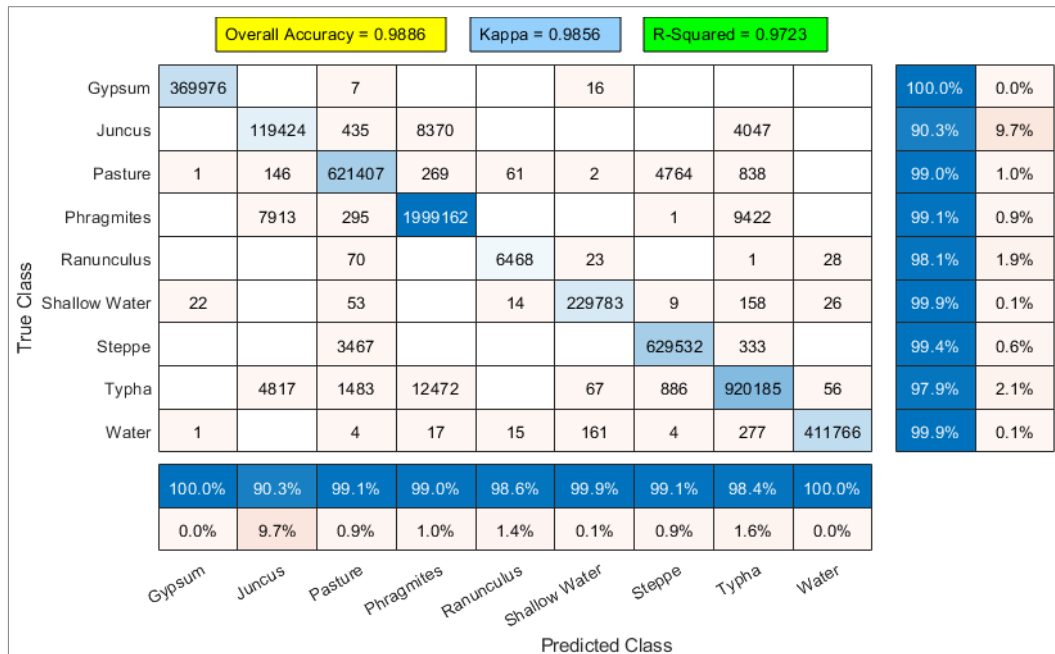 Overall Accuracy = 0.9886 Kappa = 0.9856 R-Squared = 0.9723
Gypsum 369976 7 16 100.0% 0.0%
Juncus 119424 435 8370 4047 90.3% 9.7%
Pasture 1 146 621407 269 61 2 4764 838 99.0% 1.0%
Phragmites 7913 295 1999162 1 9422 99.1% 0.9%
Ranunculus 70 6468 23 1 28 98.1% 1.9%
Shallow Water 22 53 14 229783 9 158 26 99.9% 0.1%
Steppe 3467 629532 333 99.4% 0.6%
Typha 4817 1483 12472 67 886 920185 56 97.9% 2.1%
Water 1 4 17 15 161 4 277 411766 99.9% 0.1%
True Class
100.0% 90.3% 99.1% 99.0% 98.6% 99.9% 99.1% 98.4% 100.0%
0.0% 9.7% 0.9% 1.0% 1.4% 0.1% 0.9% 1.6% 0.0%
Gypsum Juncus Pasture Phragmites Ranunculus Shallow Water Steppe Typha Water
Predicted Class